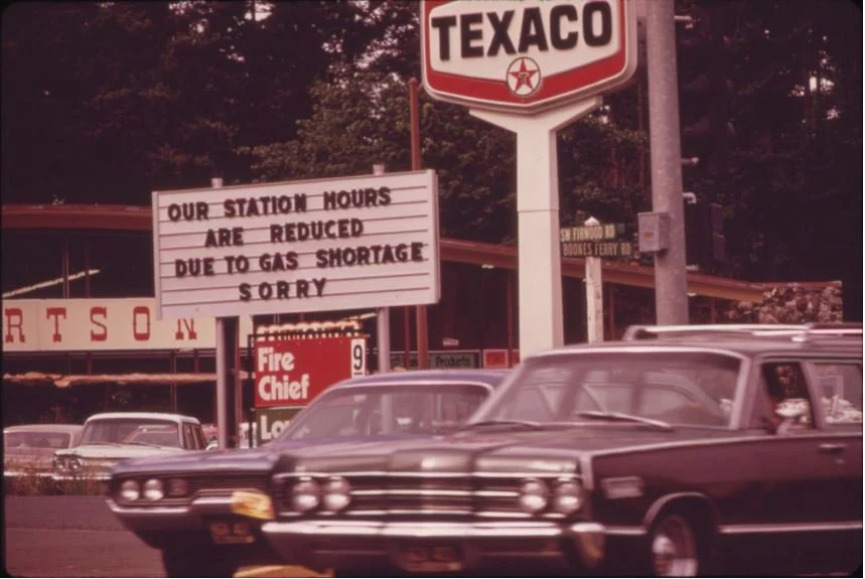 TEXACO
T
OUR STATION HOURS
ARE REDUCED
DUE TO GAS SHORTAGE
SORRY
SW FIRWOOD RD
BOONES FERRY RD
RTSON
Fire
Chief
9
Products